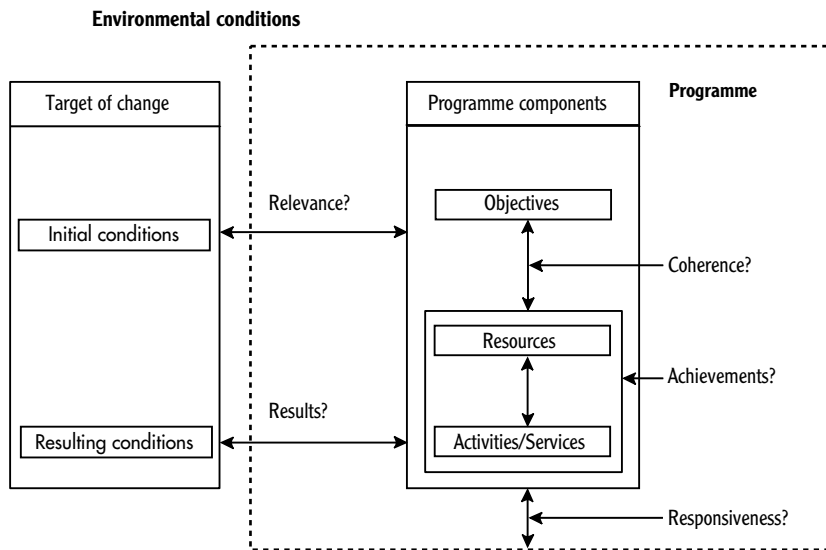 Environmental conditions
Target of change
Programme components
Programme
Relevance?
Objectives
Initial conditions
Coherence?
Resources
Achievements?
Results?
Resulting conditions
Activities/Services
Responsiveness?